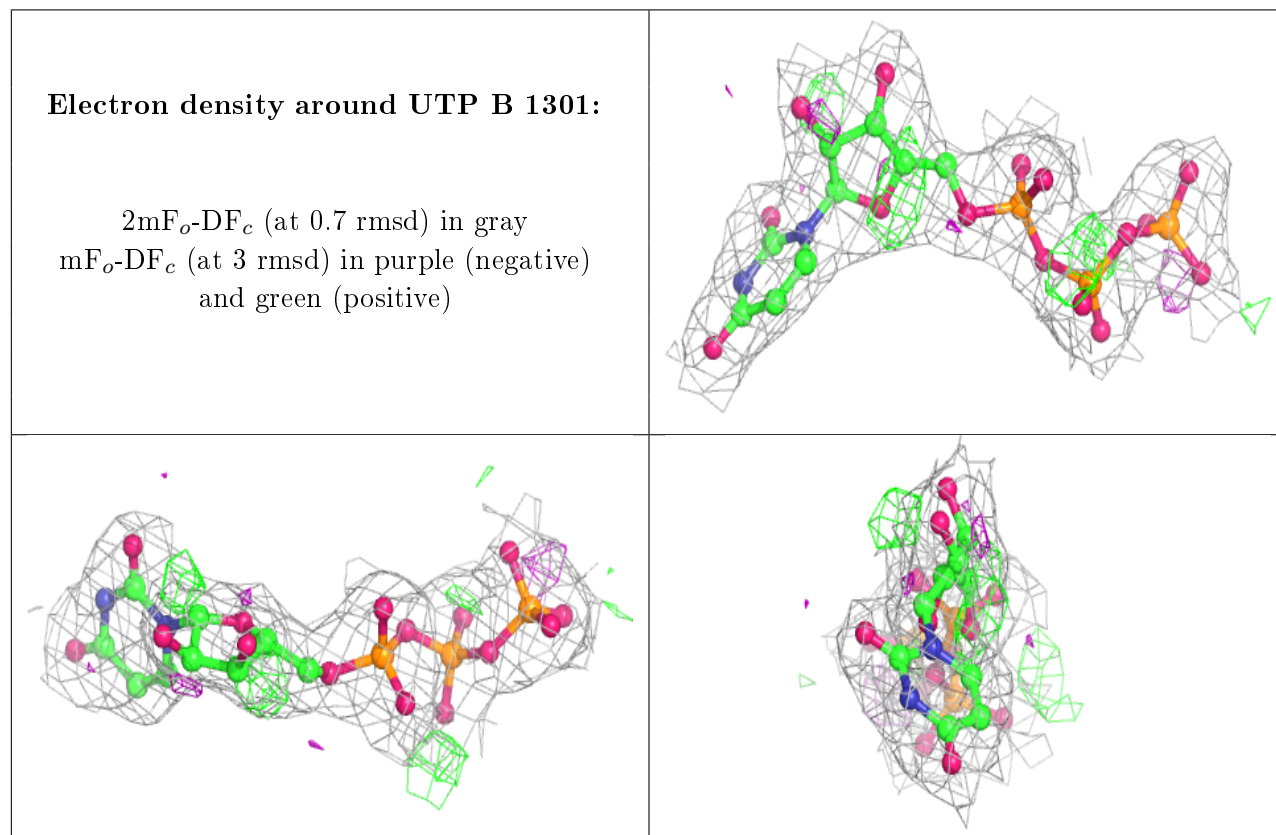 Electron density around UTP B 1301:
2mFₒ-DF𝒸 (at 0.7 rmsd) in gray
mFₒ-DF𝒸 (at 3 rmsd) in purple (negative)
and green (positive)